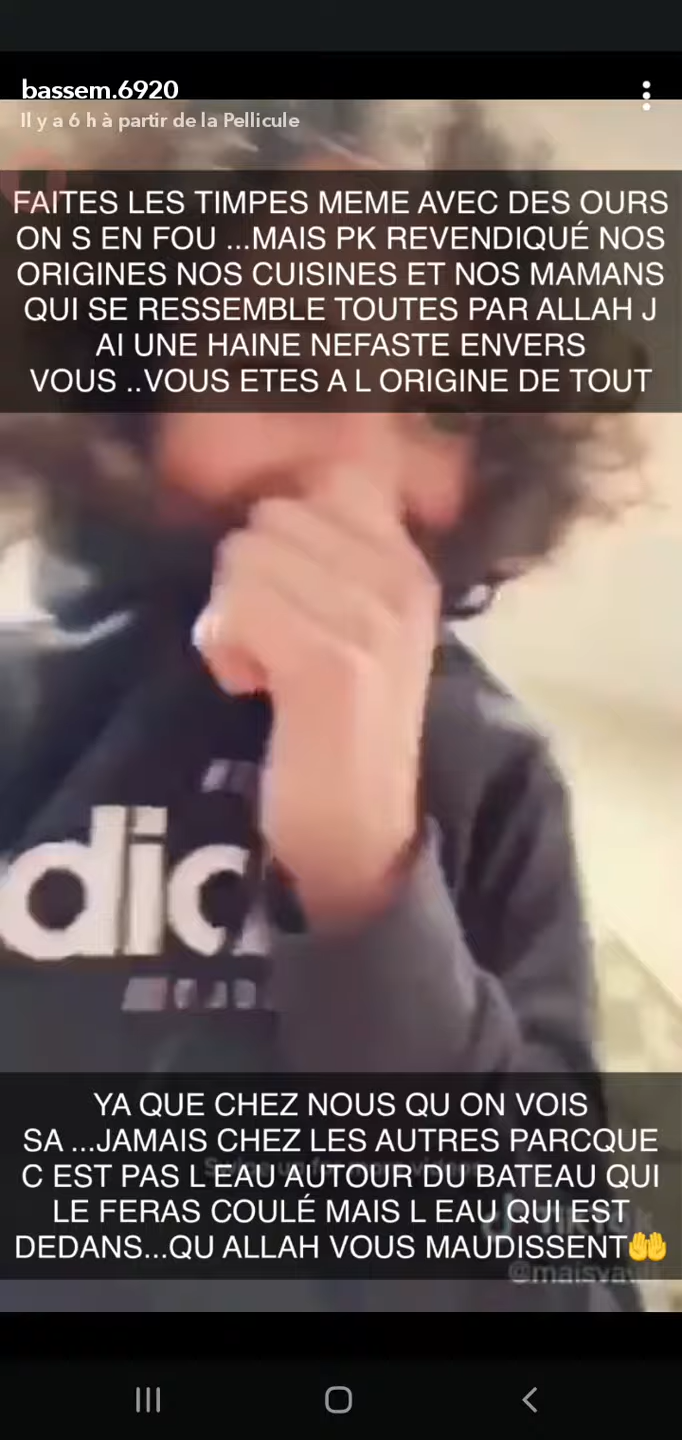 bassem.6920
Il y a 6 h à partir de la Pellicule
FAITES LES TIMPES MEME AVEC DES OURS
ON S EN FOU ...MAIS PK REVENDIQUÉ NOS
ORIGINES NOS CUISINES ET NOS MAMANS
QUI SE RESSEMBLE TOUTES PAR ALLAH J
AI UNE HAINE NEFASTE ENVERS
VOUS ..VOUS ETES A L ORIGINE DE TOUT
YA QUE CHEZ NOUS QU ON VOIS
SA ...JAMAIS CHEZ LES AUTRES PARCQUE
C EST PAS L EAU AUTOUR DU BATEAU QUI
LE FERAS COULÉ MAIS L EAU QUI EST
DEDANS...QU ALLAH VOUS MAUDISSENT🤲